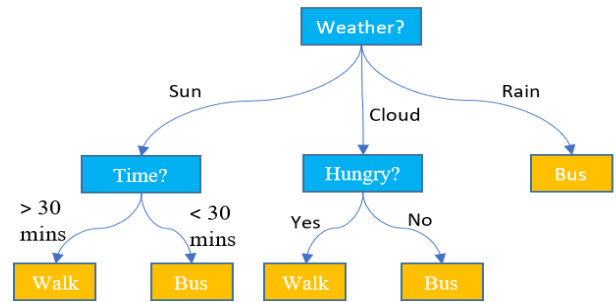 Weather?
Sun
Cloud
Rain
Time?
Hungry?
Bus
> 30
mins
< 30
mins
Yes
No
Walk
Bus
Walk
Bus